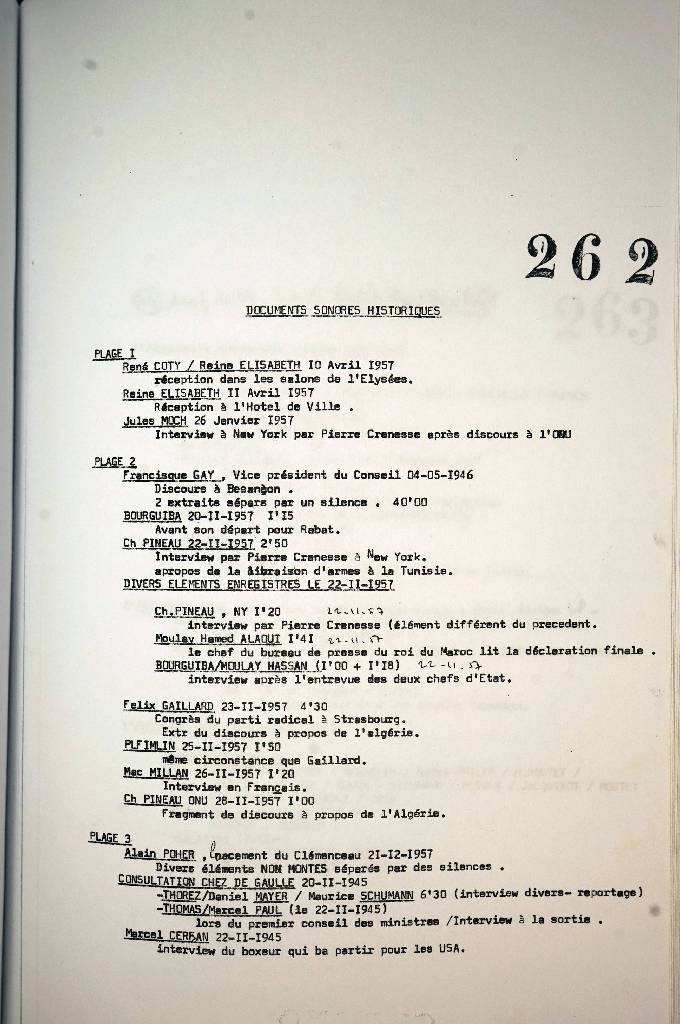 262
DOCUMENTS SONORES HISTORIQUES
PLAGE I
René COTY / Reine ELISABETH IO Avril I957
réception dans les salons de l'Elysées.
Reine ELISABETH II Avril I957
Réception à l'Hotel de Ville .
Jules MOCH 26 Janvier I957
Interview à New York par Pierre Crenesse après discours à l'ONU
PLAGE 2
Francisque GAY , Vice président du Conseil 04-05-I946
Discours à Besançon .
2 extraits sépars par un silence . 40'00
BOURGUIBA 20-II-I957 I'I5
Avant son départ pour Rabat.
Ch PINEAU 22-II-I957 2'50
Interview par Pierre Crenesse à New York.
apropos de la libraison d'armes à la Tunisie.
DIVERS ELEMENTS ENREGISTRES LE 22-II-I957
Ch.PINEAU , NY I'20 22-11-57
interview par Pierre Crenesse (élément différent du precedent.
Moulay Hamed ALAOUI I'4I 22-11-57
le chef du bureau de presse du roi du Maroc lit la déclaration finale .
BOURGUIBA/MOULAY HASSAN (I'00 + I'I8) 22-11-57
interview après l'entravue des deux chefs d'Etat.
Felix GAILLARD 23-II-I957 4'30
Congrès du parti radical à Strasbourg.
Extr du discours à propos de l'algérie.
PLFIMLIN 25-II-I957 I'50
même circonstance que Gaillard.
Mac MILLAN 26-II-I957 I'20
Interview en Français.
Ch PINEAU ONU 28-II-I957 I'00
Fragment de discours à propos de l'Algérie.
PLAGE 3
Alain POHER , lancement du Clémenceau 2I-I2-I957
Divers éléments NON MONTES séparés par des silences .
CONSULTATION CHEZ DE GAULLE 20-II-I945
-THOREZ/Daniel MAYER / Maurice SCHUMANN 6'30 (interview divers- reportage)
-THOMAS/Marcel PAUL (le 22-II-I945)
lors du premier conseil des ministres /Interview à la sortie .
Marcel CERDAN 22-II-I945
interview du boxeur qui ba partir pour les USA.